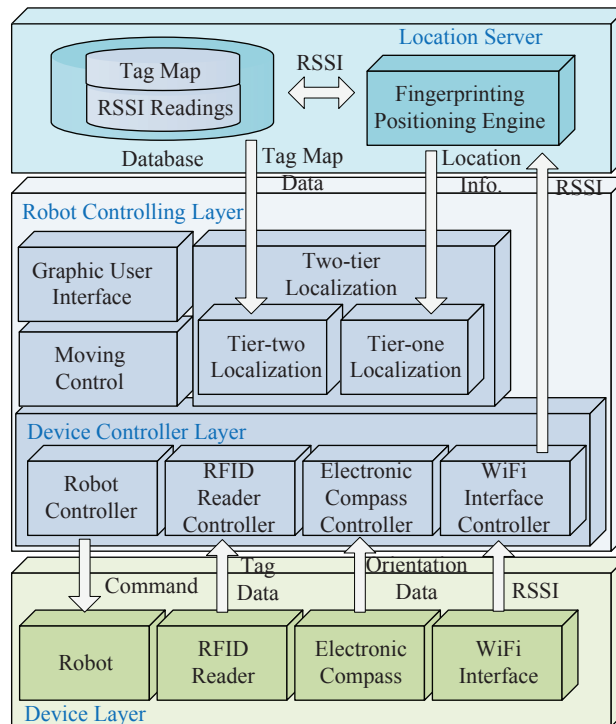 Location Server
Tag Map
RSSI Readings
RSSI
Fingerprinting
Positioning Engine
Database
Tag Map
Data
Location
Info.
RSSI
Robot Controlling Layer
Graphic User
Interface
Two-tier
Localization
Moving
Control
Tier-two
Localization
Tier-one
Localization
Device Controller Layer
Robot
Controller
RFID
Reader
Controller
Electronic
Compass
Controller
WiFi
Interface
Controller
Command
Tag
Data
Orientation
Data
RSSI
Robot
RFID
Reader
Electronic
Compass
WiFi
Interface
Device Layer